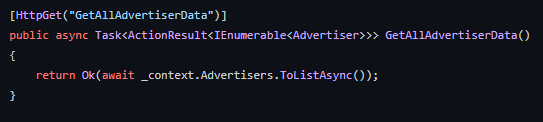 [HttpGet("GetAllAdvertiserData")]
public async Task<ActionResult<IEnumerable<Advertiser>>> GetAllAdvertiserData()
{
    return Ok(await _context.Advertisers.ToListAsync());
}